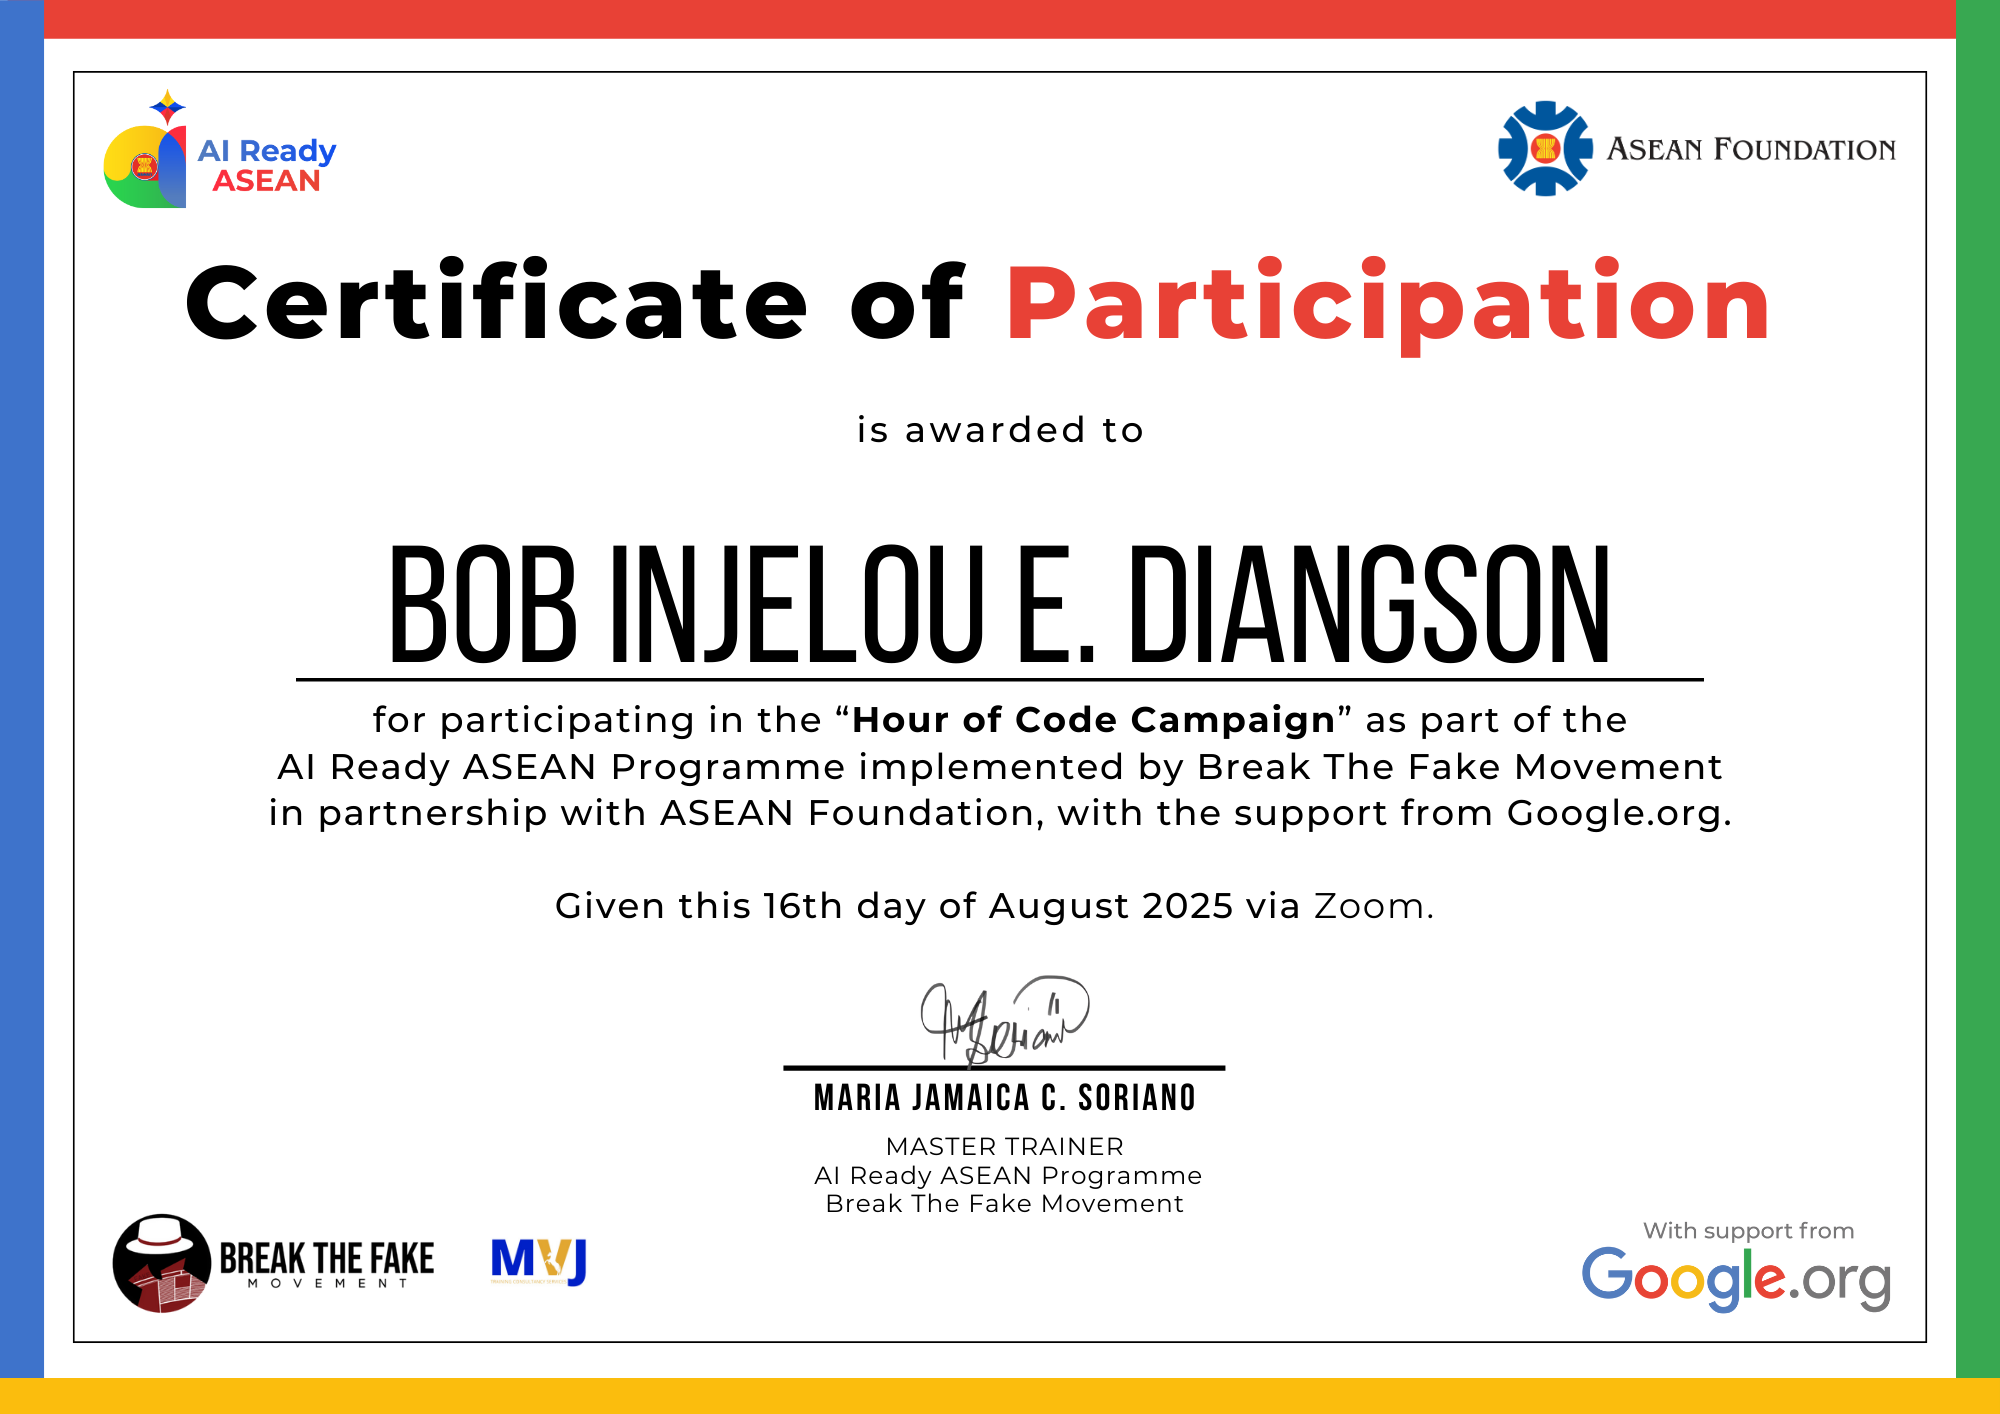 AI Ready
ASEAN
ASEAN FOUNDATION
Certificate of Participation
is awarded to
BOB INJELOU E. DIANGSON
for participating in the “Hour of Code Campaign” as part of the
AI Ready ASEAN Programme implemented by Break The Fake Movement
in partnership with ASEAN Foundation, with the support from Google.org.
Given this 16th day of August 2025 via Zoom.
MARIA JAMAICA C. SORIANO
MASTER TRAINER
AI Ready ASEAN Programme
Break The Fake Movement
BREAK THE FAKE
MOVEMENT
MVJ
With support from
Google.org